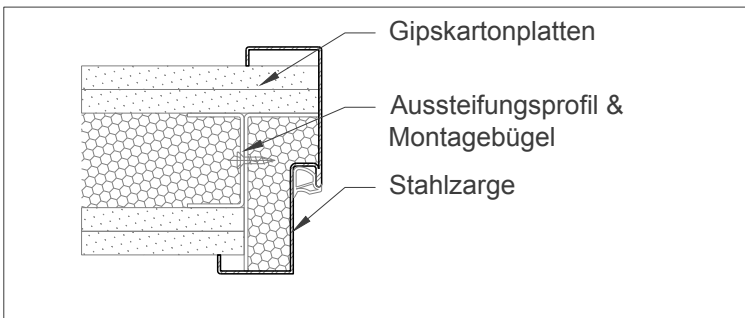 Gipskartonplatten
Aussteifungsprofil &
Montagebügel
Stahlzarge